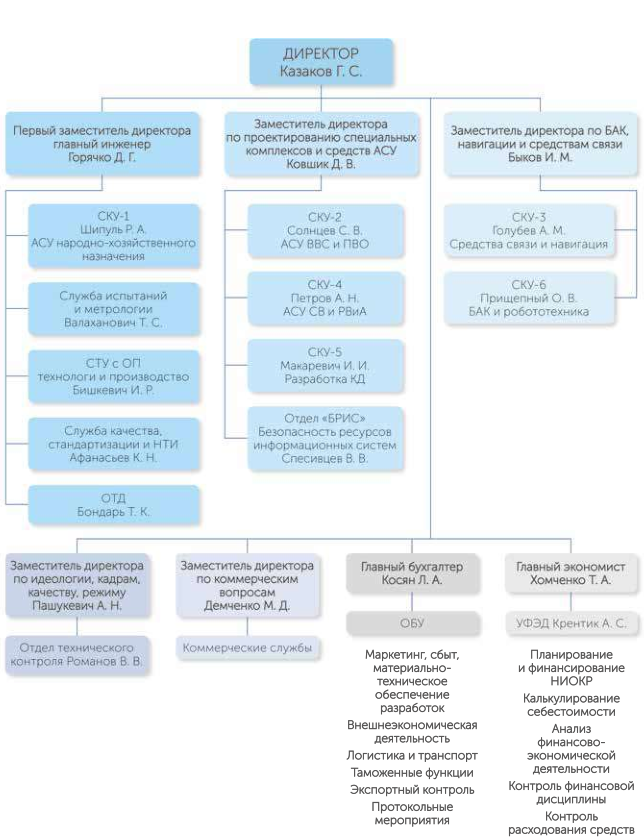 ДИРЕКТОР
Казаков Г. С.
Первый заместитель директора
главный инженер
Горячко Д. Г.
Заместитель директора
по проектированию специальных
комплексов и средств АСУ
Ковшик Д. В.
Заместитель директора по БАК,
навигации и средствам связи
Быков И. М.
СКУ-1
Шипуль Р. А.
АСУ народно-хозяйственного
назначения
Служба испытаний
и метрологии
Валаханович Т. С.
СТУ с ОП
технологи и производство
Бишкевич И. Р.
Служба качества,
стандартизации и НТИ
Афанасьев К. Н.
ОТД
Бондарь Т. К.
СКУ-2
Солнцев С. В.
АСУ ВВС и ПВО
СКУ-4
Петров А. Н.
АСУ СВ и РВиА
СКУ-5
Макаревич И. И.
Разработка КД
Отдел «БРИС»
Безопасность ресурсов
информационных систем
Спесивцев В. В.
СКУ-3
Голубев А. М.
Средства связи и навигация
СКУ-6
Прищепный О. В.
БАК и робототехника
Заместитель директора
по идеологии, кадрам,
качеству, режиму
Пашукевич А. Н.
Отдел технического
контроля Романов В. В.
Заместитель директора
по коммерческим
вопросам
Демченко М. Д.
Коммерческие службы
Главный бухгалтер
Косян Л. А.
ОБУ
Маркетинг, сбыт,
материально-
техническое
обеспечение
разработок
Внешнеэкономическая
деятельность
Логистика и транспорт
Таможенные функции
Экспортный контроль
Протокольные
мероприятия
Главный экономист
Хомченко Т. А.
УФЭД Крентик А. С.
Планирование
и финансирование
НИОКР
Калькулирование
себестоимости
Анализ
финансово-
экономической
деятельности
Контроль финансовой
дисциплины
Контроль
расходования средств